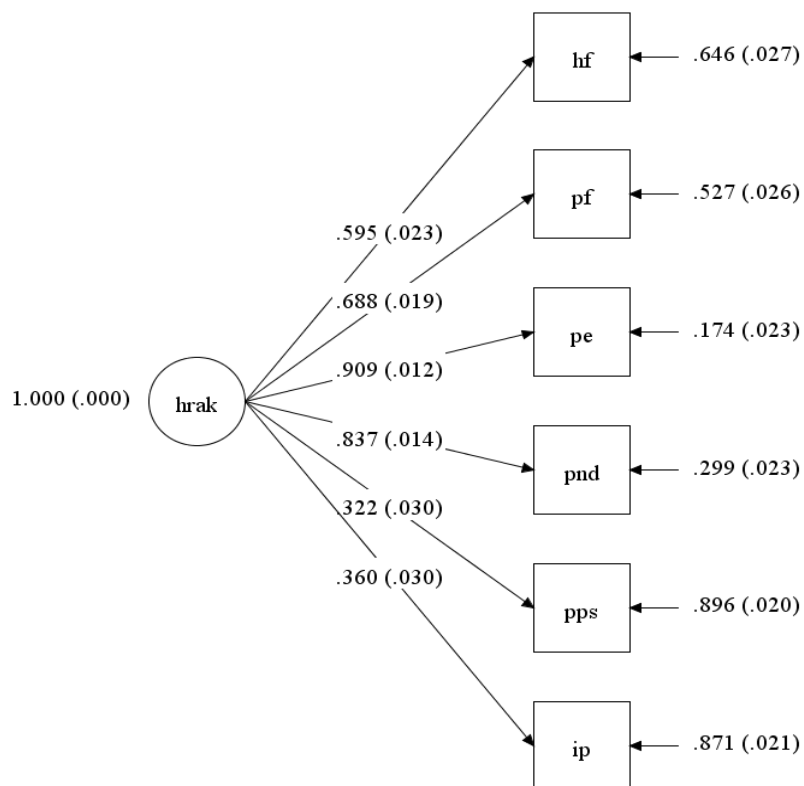 hf
.646 (.027)
pf
.527 (.026)
.595 (.023)
.688 (.019)
pe
.174 (.023)
.909 (.012)
1.000 (.000)
hrak
.837 (.014)
pnd
.299 (.023)
.322 (.030)
.360 (.030)
pps
.896 (.020)
ip
.871 (.021)